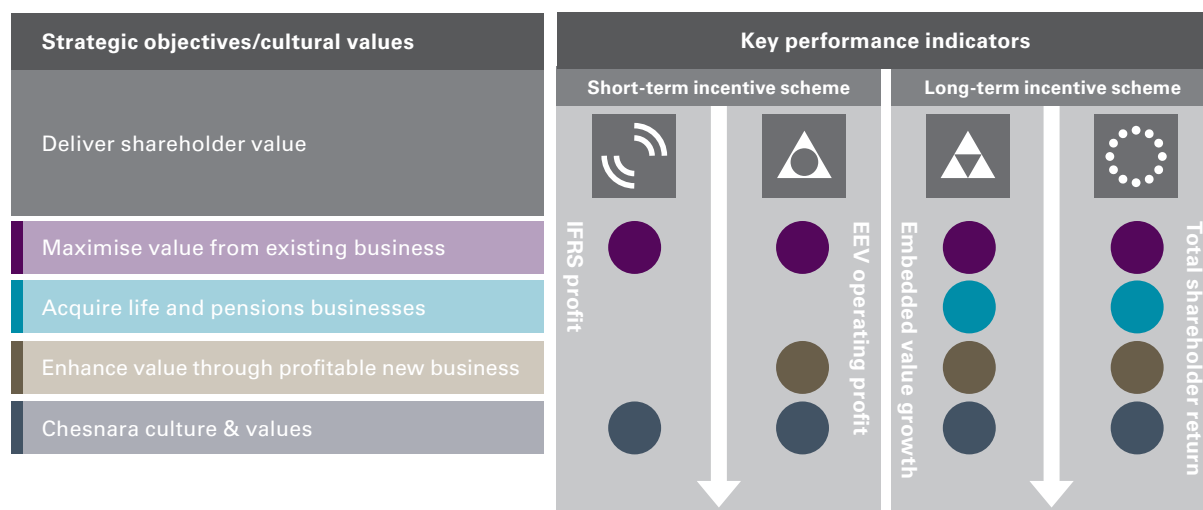 Strategic objectives/cultural values
Key performance indicators
Short-term incentive scheme
Long-term incentive scheme
Deliver shareholder value
IFRS profit
EEV operating profit
Embedded value growth
Total shareholder return
Maximise value from existing business
Acquire life and pensions businesses
Enhance value through profitable new business
Chesnara culture & values